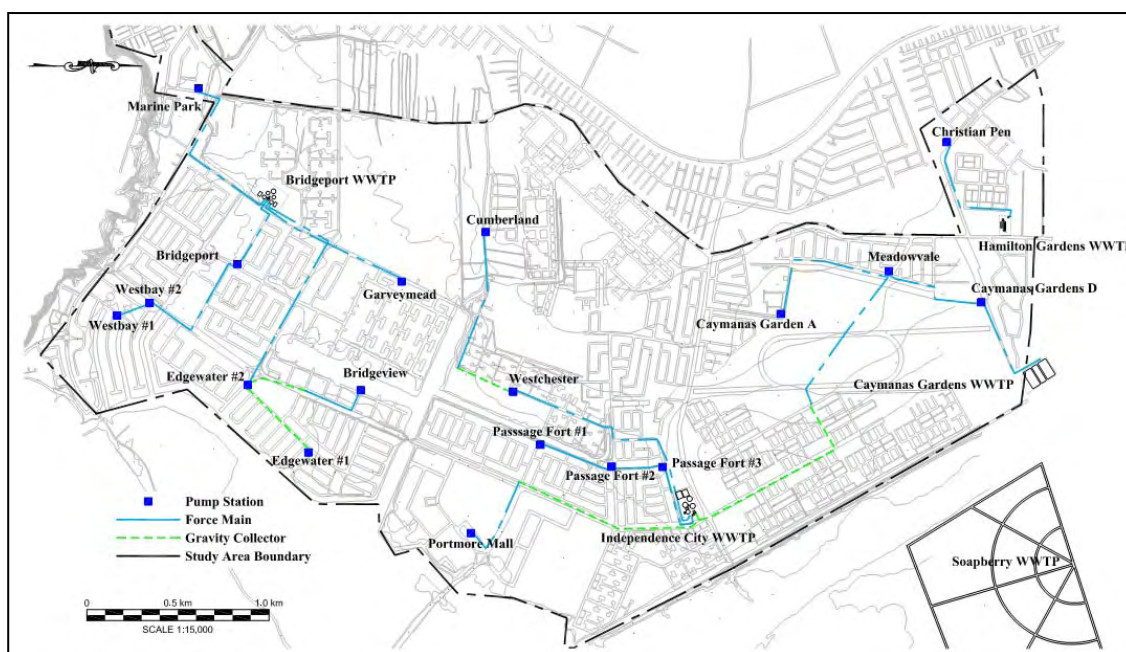 Marine Park
Christian Pen
Bridgeport WWTP
Cumberland
Hamilton Gardens WWTP
Bridgeport
Meadowvale
Westbay #2
Garveymead
Caymanas Gardens D
Westbay #1
Caymanas Garden A
Edgewater #2
Bridgeview
Westchester
Caymanas Gardens WWTP
Passsage Fort #1
Edgewater #1
Passage Fort #2
Passage Fort #3
Pump Station
Force Main
Gravity Collector
Study Area Boundary
Portmore Mall
Independence City WWTP
Soapberry WWTP
0 0.5 km 1.0 km
SCALE 1:15,000